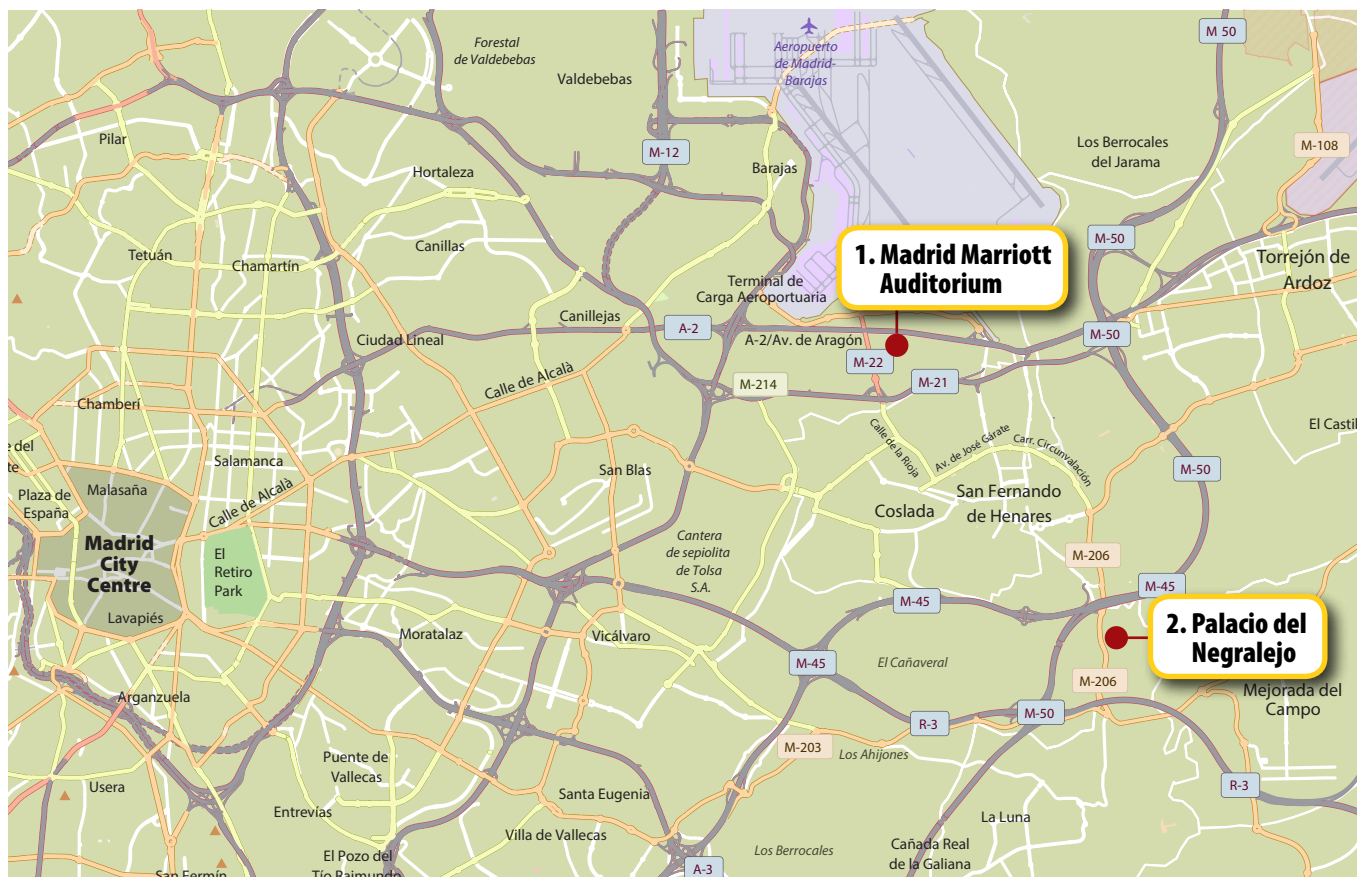 Forestal
de Valdebebas
Aeropuerto
de Madrid-
Barajas
M 50
Valdebebas
Pilar
M-12
Los Berrocales
del Jarama
M-108
Hortaleza
Barajas
Canillas
M-50
Tetuán
Chamartín
1. Madrid Marriott
Auditorium
Torrejón de
Ardoz
Terminal de
Carga Aeroportuaria
Canillejas
A-2
A-2/Av. de Aragón
M-50
Ciudad Lineal
M-22
Calle de Alcalà
M-214
M-21
Chamberí
El Castil
Calle de la Rioja
Av. de José Gárate
Carr. Circunvalación
e del
te
Salamanca
San Blas
M-50
Plaza de
España
Malasaña
Calle de Alcalà
San Fernando
de Henares
Coslada
Madrid
City
Centre
El
Retiro
Park
Cantera
de sepiolita
de Tolsa
S.A.
M-206
M-45
Lavapiés
M-45
Moratalaz
Vicálvaro
2. Palacio del
Negralejo
M-45
El Cañaveral
M-206
Arganzuela
Mejorada del
Campo
M-50
R-3
M-203
Los Ahijones
Puente de
Vallecas
Usera
R-3
Santa Eugenia
Entrevías
La Luna
Villa de Vallecas
Los Berrocales
Cañada Real
de la Galiana
El Pozo del
Tío Raimundo
San Fermín
A-3